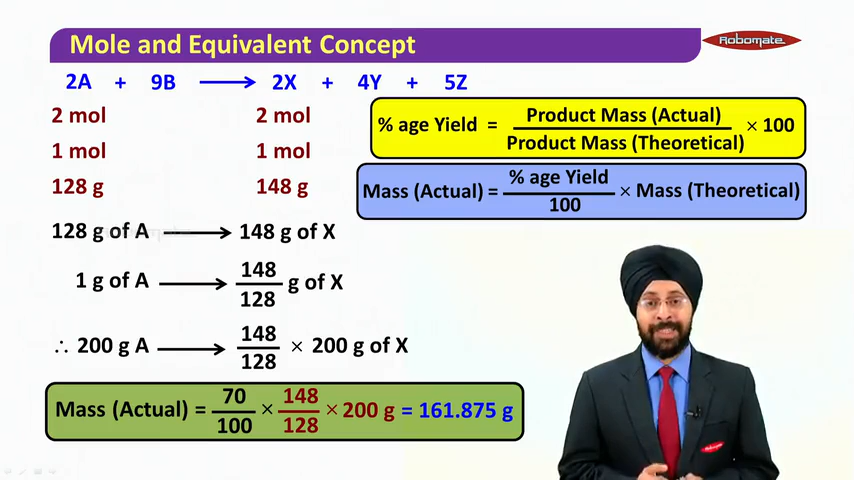 Mole and Equivalent Concept
Robomate
2A + 9B ⟶ 2X + 4Y + 5Z
2 mol 2 mol
1 mol 1 mol
128 g 148 g
% age Yield = Product Mass (Actual) / Product Mass (Theoretical) × 100
Mass (Actual) = % age Yield / 100 × Mass (Theoretical)
128 g of A ⟶ 148 g of X
1 g of A ⟶ 148/128 g of X
∴ 200 g A ⟶ 148/128 × 200 g of X
Mass (Actual) = 70/100 × 148/128 × 200 g = 161.875 g